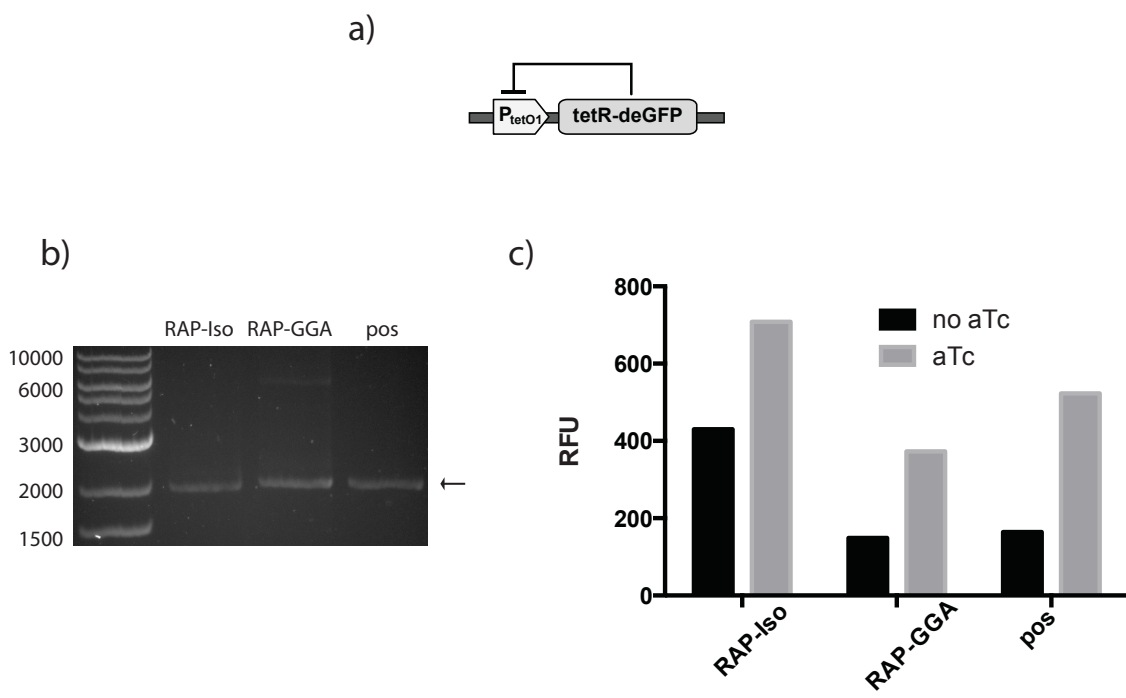 a)
PtetO1
tetR-deGFP
b)
RAP-Iso RAP-GGA pos
10000
6000
3000
2000
1500
c)
800
600
400
200
0
RFU
no aTc
aTc
RAP-Iso
RAP-GGA
pos